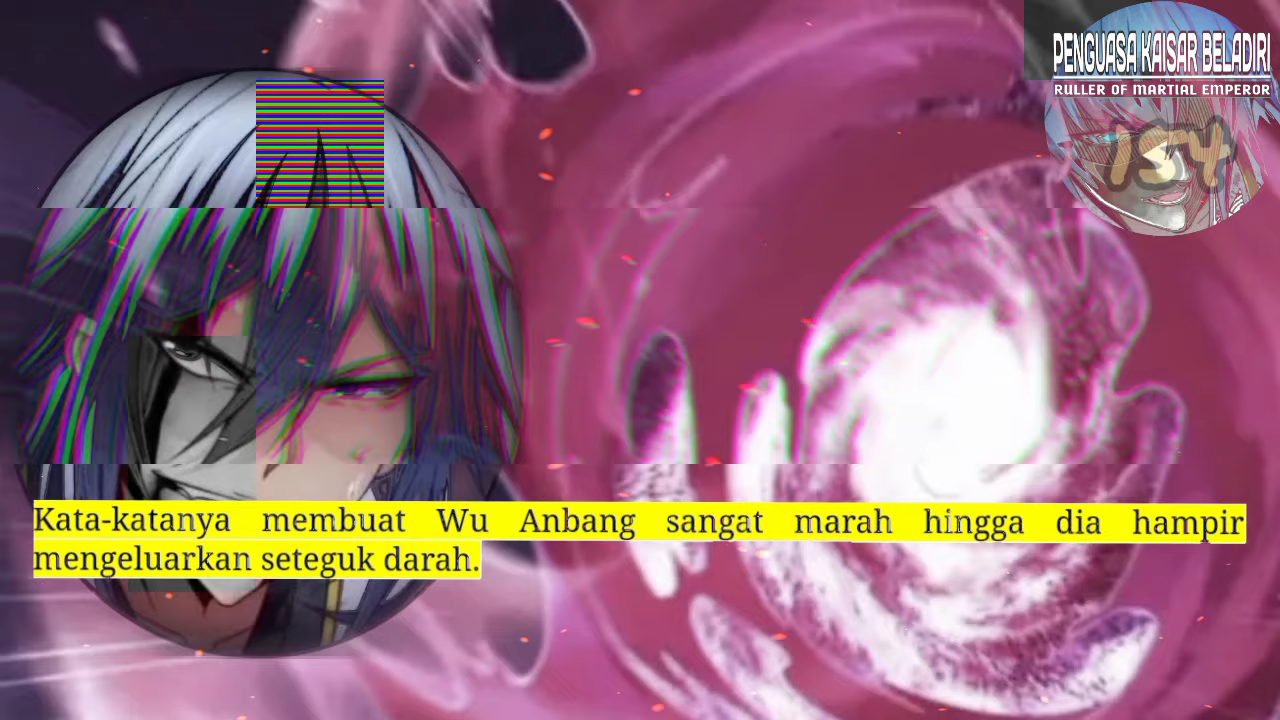 PENGUASA KAISAR BELADIRI
RULLER OF MARTIAL EMPEROR
154
Kata-katanya membuat Wu Anbang sangat marah hingga dia hampir
mengeluarkan seteguk darah.